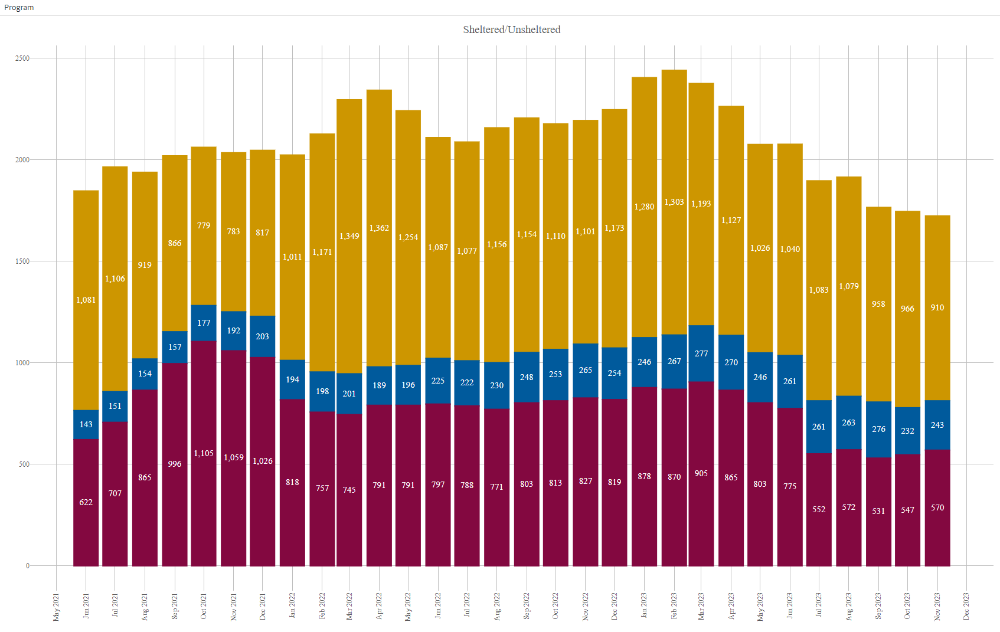 Program
Sheltered/Unsheltered
2500
2000
1500
1000
500
0
1,081 1,106 919 866 779 783 817 1,011 1,171 1,349 1,362 1,254 1,087 1,077 1,156 1,154 1,110 1,101 1,173 1,280 1,303 1,193 1,127 1,026 1,040 1,083 1,079 958 966 910
143 151 154 157 177 192 203 194 198 201 189 196 225 222 230 248 253 265 254 246 267 277 270 246 261 261 263 276 232 243
622 707 865 996 1,105 1,059 1,026 818 757 745 791 791 797 788 771 803 813 827 819 878 870 905 865 803 775 552 572 531 547 570
May 2021
Jun 2021
Jul 2021
Aug 2021
Sep 2021
Oct 2021
Nov 2021
Dec 2021
Jan 2022
Feb 2022
Mar 2022
Apr 2022
May 2022
Jun 2022
Jul 2022
Aug 2022
Sep 2022
Oct 2022
Nov 2022
Dec 2022
Jan 2023
Feb 2023
Mar 2023
Apr 2023
May 2023
Jun 2023
Jul 2023
Aug 2023
Sep 2023
Oct 2023
Nov 2023
Dec 2023